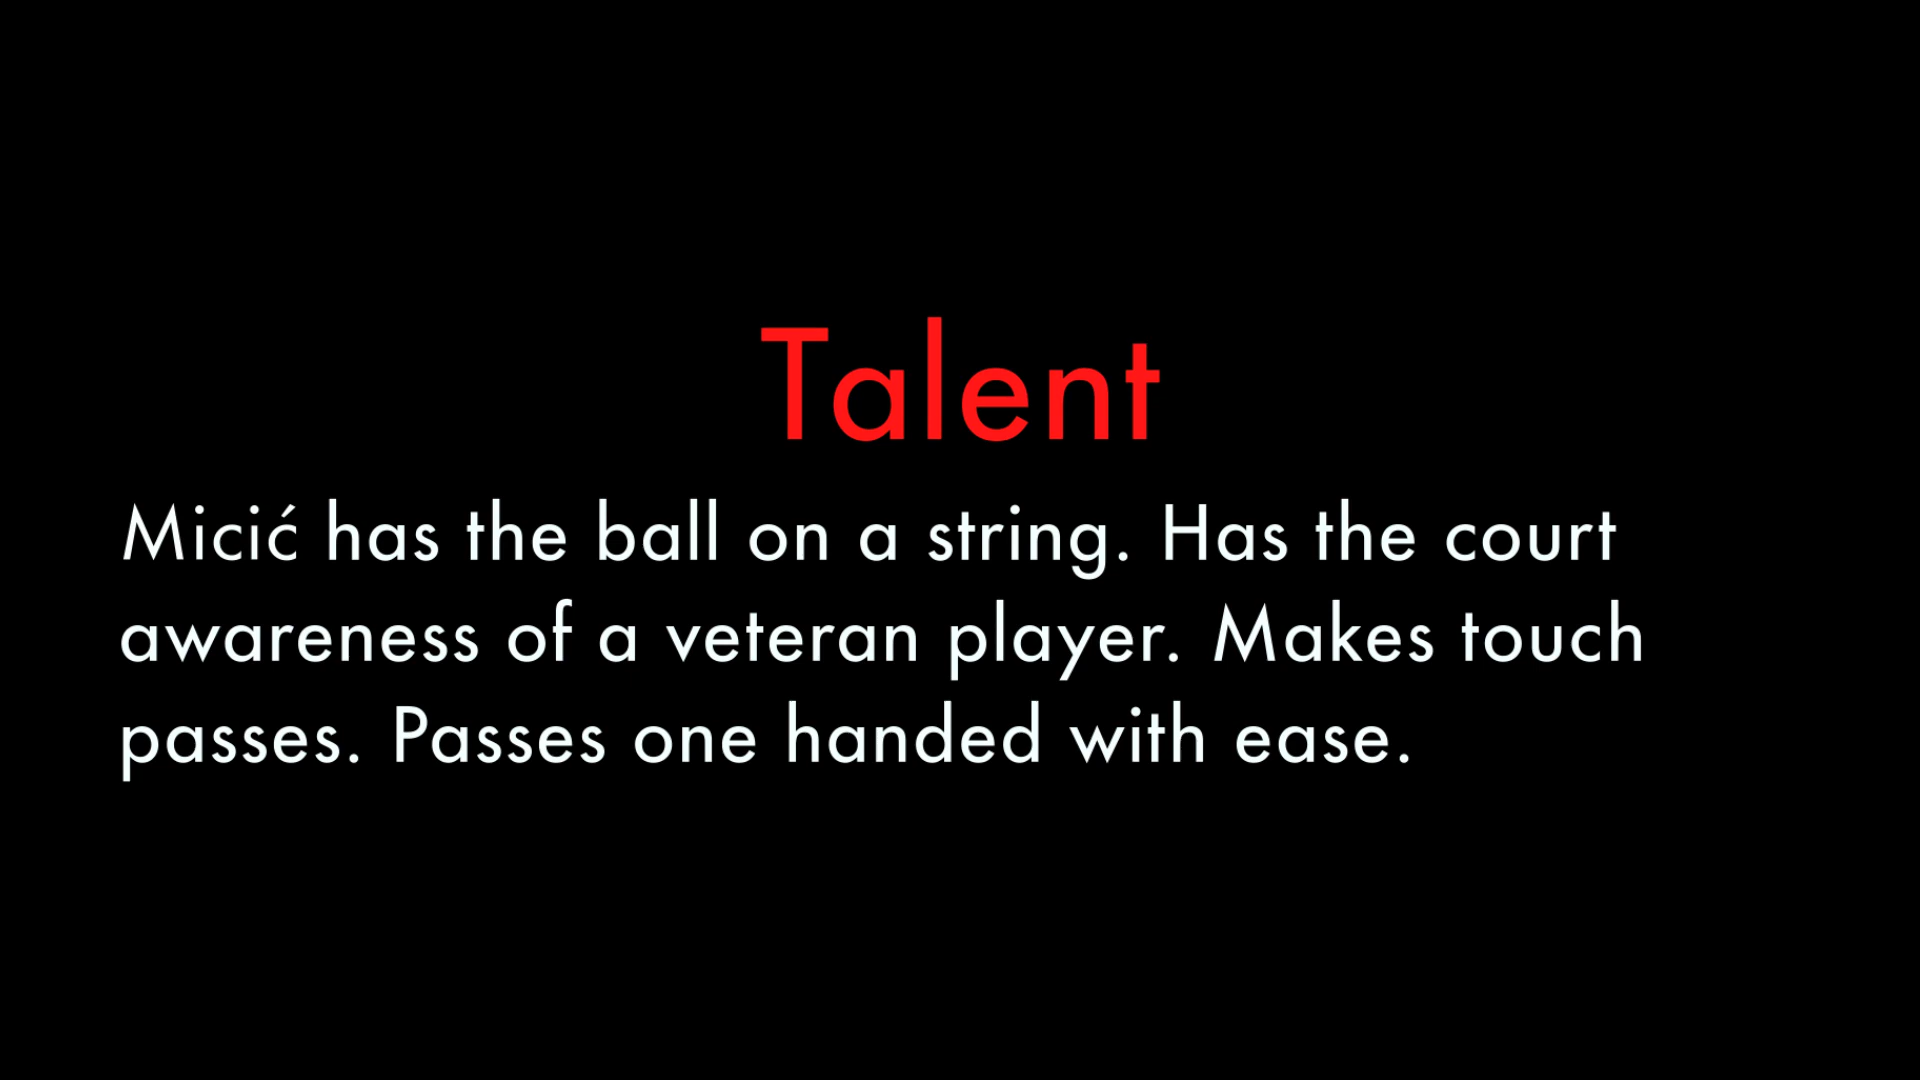 Talent
Micić has the ball on a string. Has the court
awareness of a veteran player. Makes touch
passes. Passes one handed with ease.